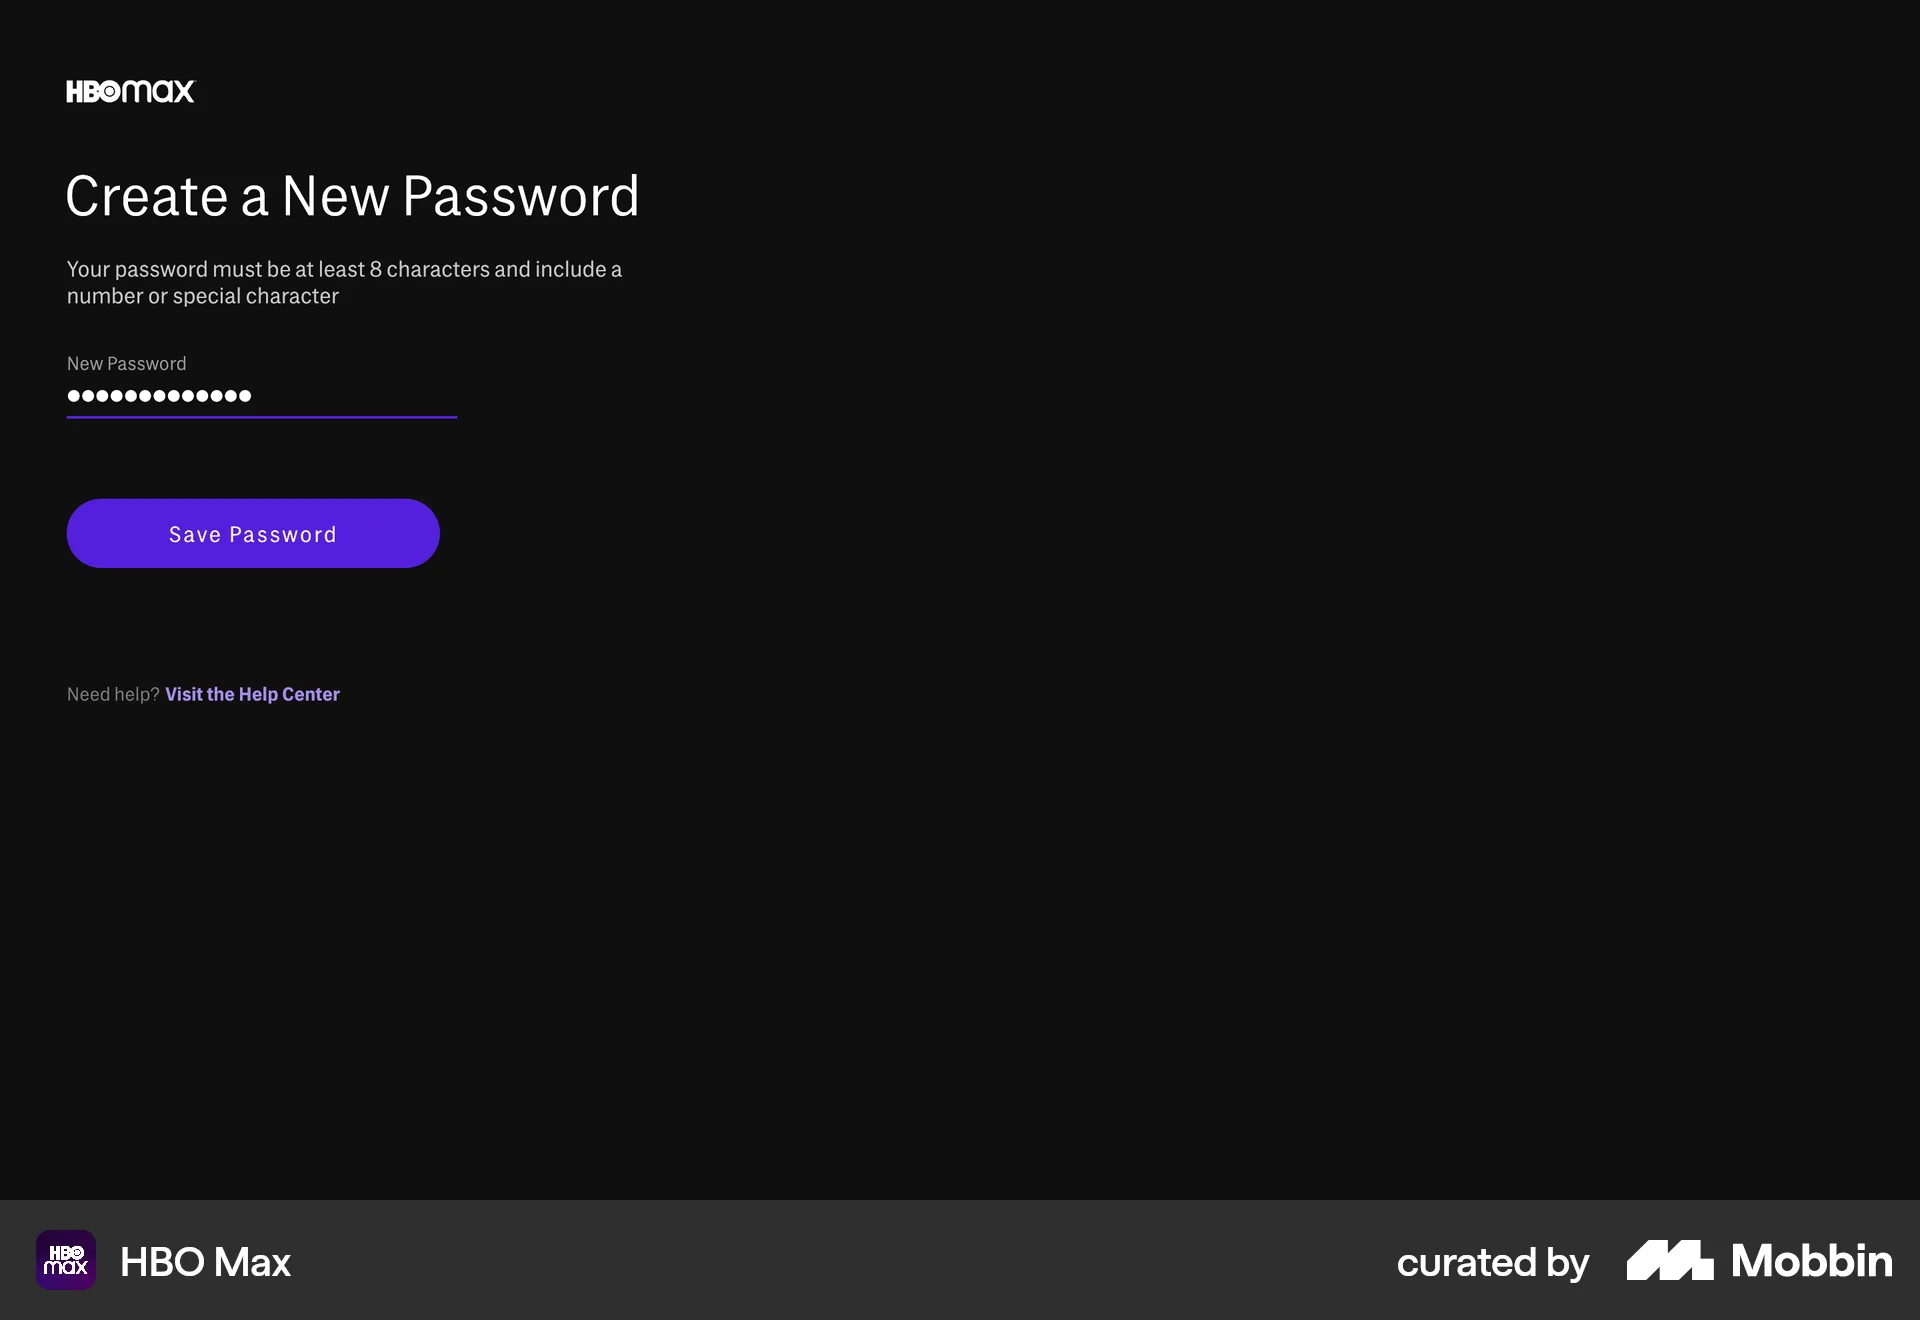 HBOmax
Create a New Password
Your password must be at least 8 characters and include a
number or special character
New Password
●●●●●●●●●●●●●
Save Password
Need help? Visit the Help Center
HBO
max
HBO Max
curated by Mobbin